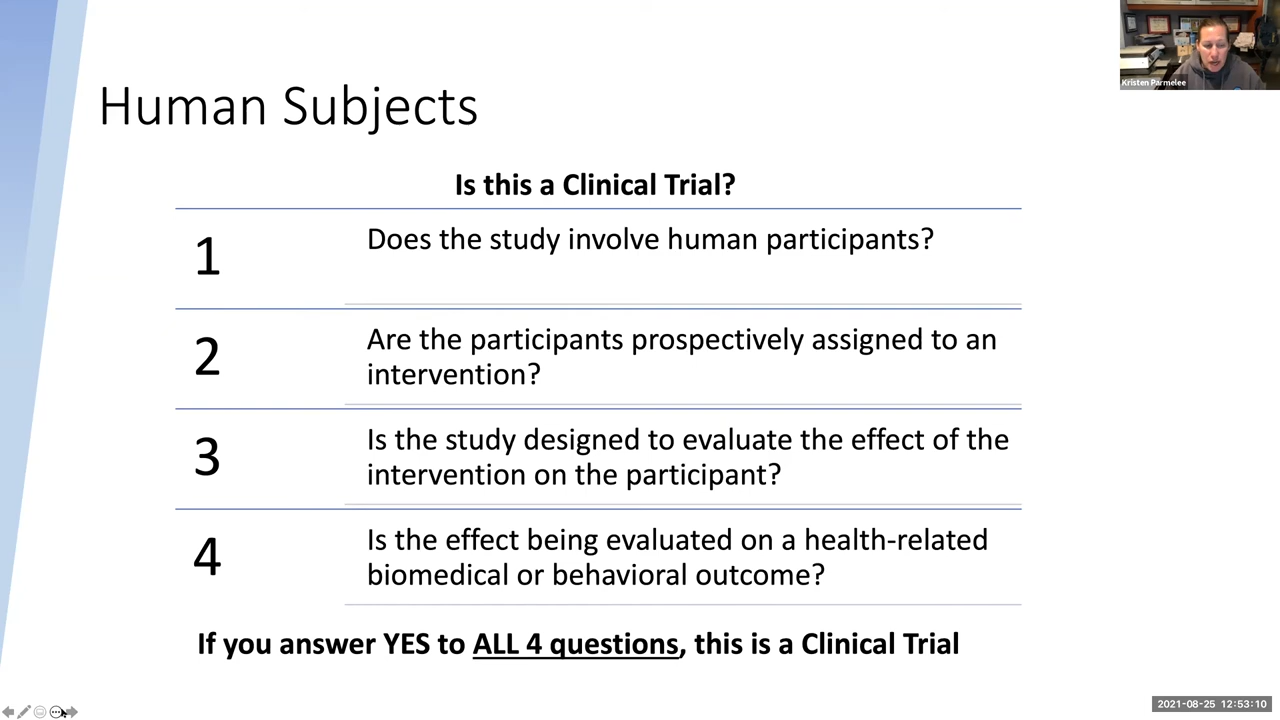 Kristen Parmelee
Human Subjects
Is this a Clinical Trial?
1
Does the study involve human participants?
2
Are the participants prospectively assigned to an
intervention?
3
Is the study designed to evaluate the effect of the
intervention on the participant?
4
Is the effect being evaluated on a health-related
biomedical or behavioral outcome?
If you answer YES to ALL 4 questions, this is a Clinical Trial
2021-08-25 12:53:10